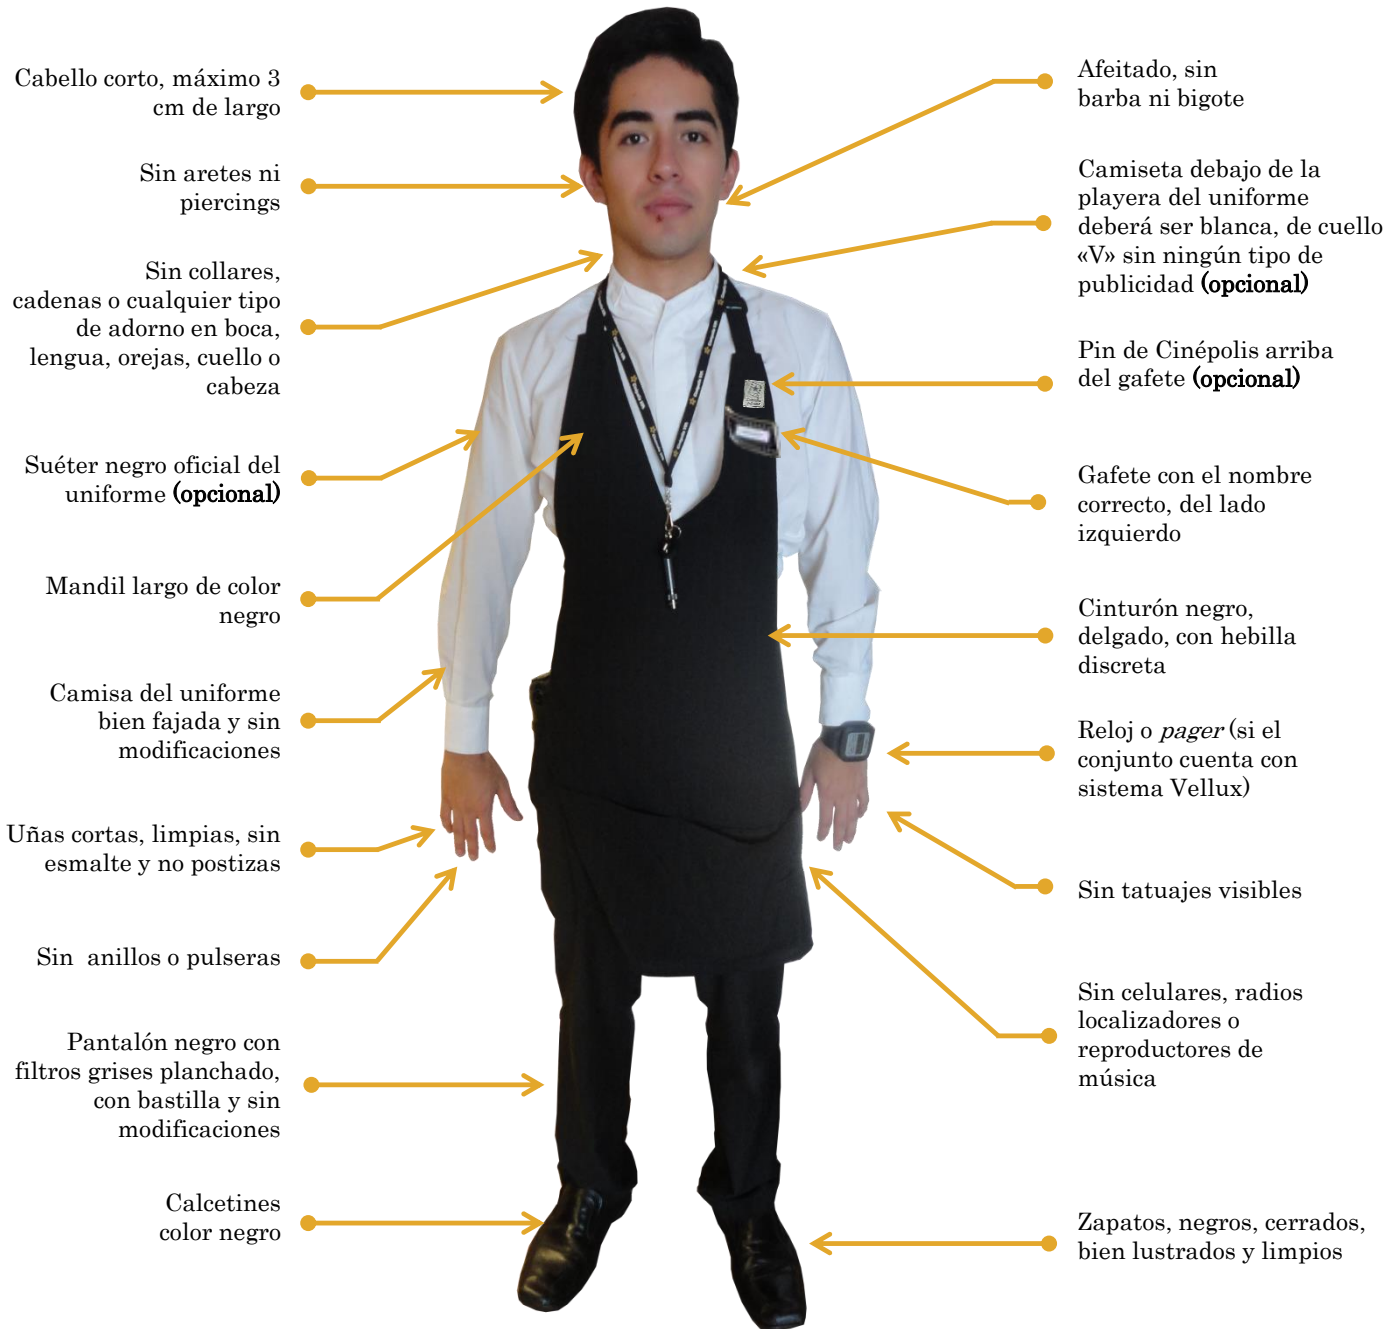 Cabello corto, máximo 3
cm de largo
Sin aretes ni
piercings
Sin collares,
cadenas o cualquier tipo
de adorno en boca,
lengua, orejas, cuello o
cabeza
Suéter negro oficial del
uniforme (opcional)
Mandil largo de color
negro
Camisa del uniforme
bien fajada y sin
modificaciones
Uñas cortas, limpias, sin
esmalte y no postizas
Sin anillos o pulseras
Pantalón negro con
filtros grises planchado,
con bastilla y sin
modificaciones
Calcetines
color negro
Afeitado, sin
barba ni bigote
Camiseta debajo de la
playera del uniforme
deberá ser blanca, de cuello
«V» sin ningún tipo de
publicidad (opcional)
Pin de Cinépolis arriba
del gafete (opcional)
Gafete con el nombre
correcto, del lado
izquierdo
Cinturón negro,
delgado, con hebilla
discreta
Reloj o pager (si el
conjunto cuenta con
sistema Vellux)
Sin tatuajes visibles
Sin celulares, radios
localizadores o
reproductores de
música
Zapatos, negros, cerrados,
bien lustrados y limpios